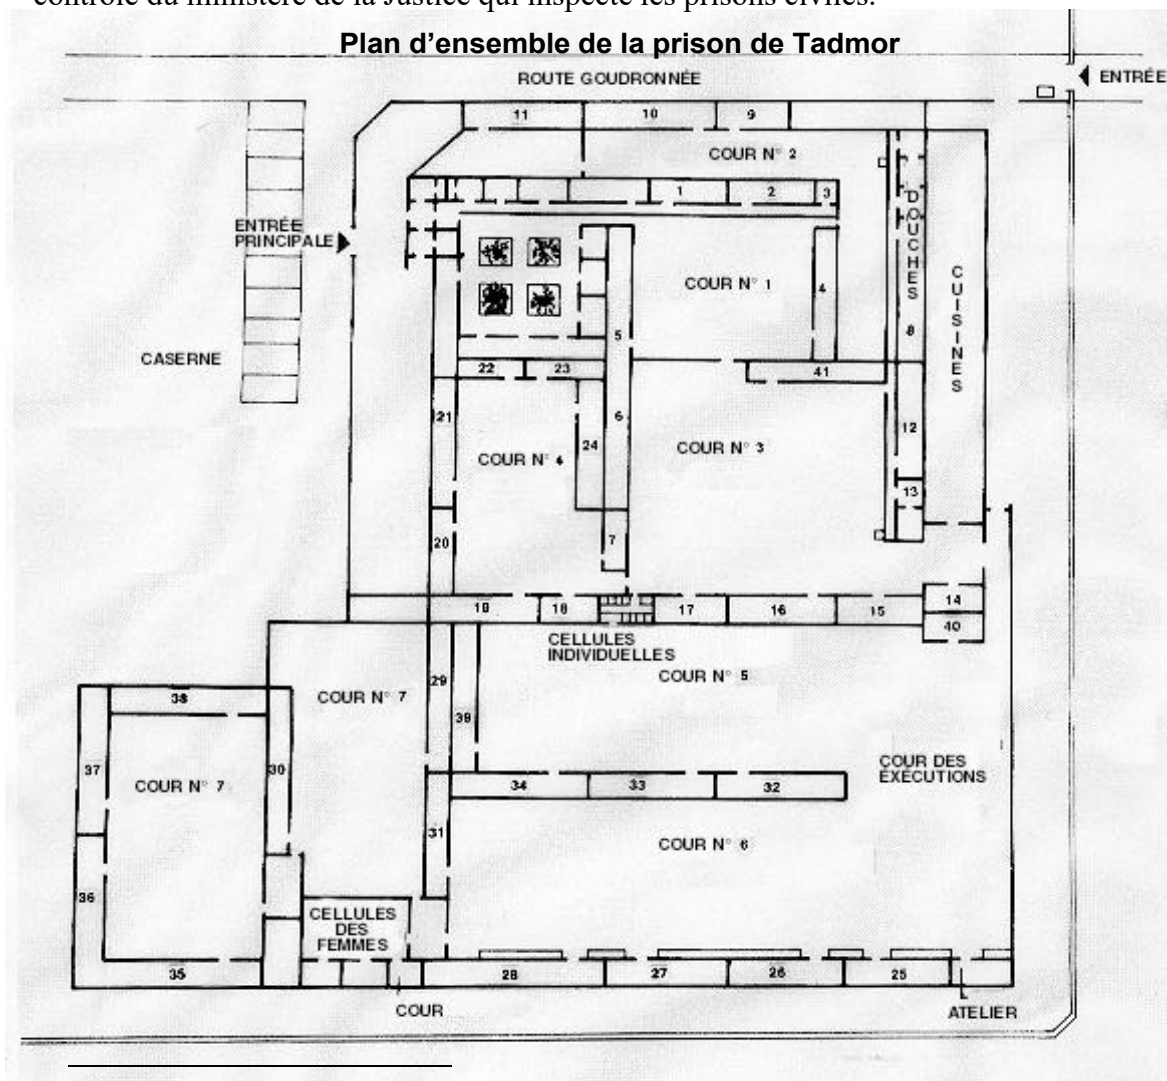 contrôle du ministère de la Justice qui inspecte les prisons civiles.
Plan d’ensemble de la prison de Tadmor
ROUTE GOUDRONNÉE
ENTRÉE
11
10
9
COUR N° 2
1
2
3
ENTRÉE
PRINCIPALE
DOUCHES
8
CUISINES
COUR N° 1
4
5
CASERNE
22
23
41
21
6
24
12
COUR N° 4
COUR N° 3
13
20
7
19
18
17
16
15
14
40
CELLULES
INDIVIDUELLES
29
39
COUR N° 7
COUR N° 5
38
37
30
COUR N° 7
COUR DES
EXÉCUTIONS
34
33
32
31
COUR N° 6
36
CELLULES
DES
FEMMES
35
28
27
26
25
COUR
ATELIER